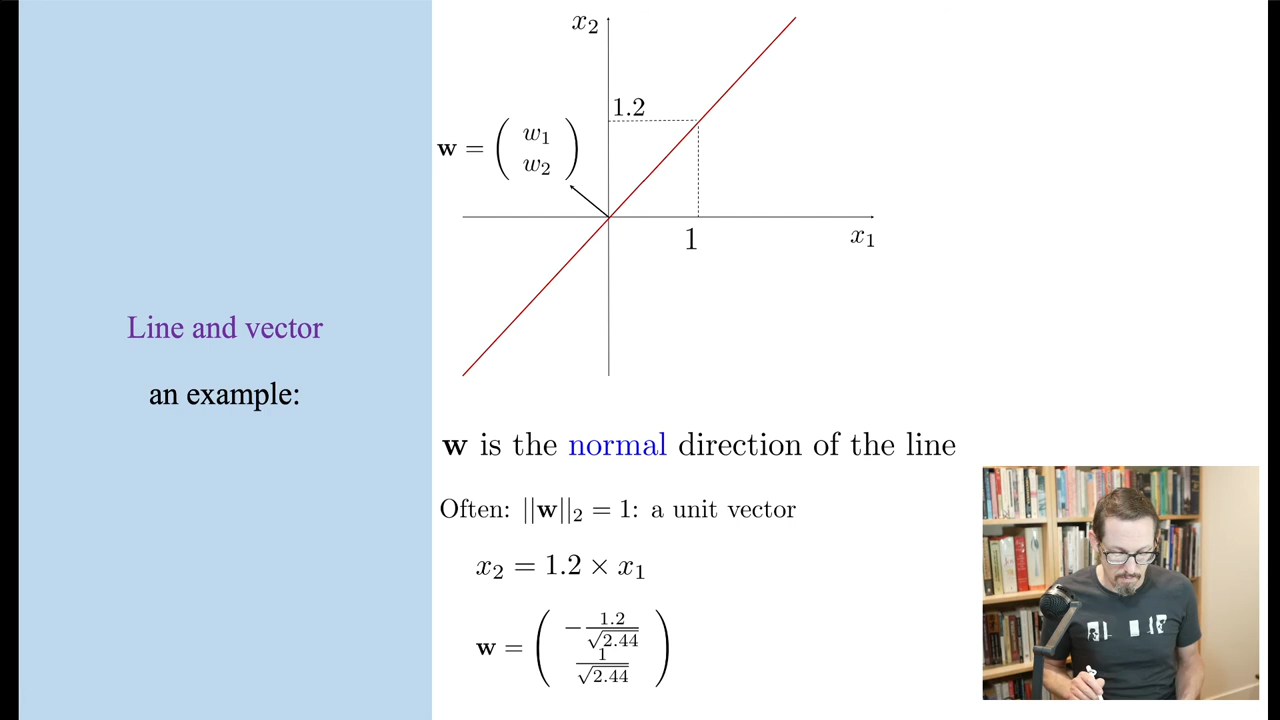 Line and vector
an example:
x₂
1.2
w = ( w₁
w₂ )
1
x₁
w is the normal direction of the line
Often: ||w||₂ = 1: a unit vector
x₂ = 1.2 × x₁
w = ( −1.2/√2.44
1/√2.44 )